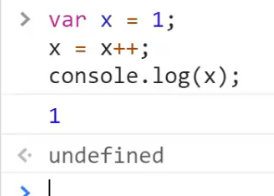 > var x = 1;
x = x++;
console.log(x);
1
undefined
>